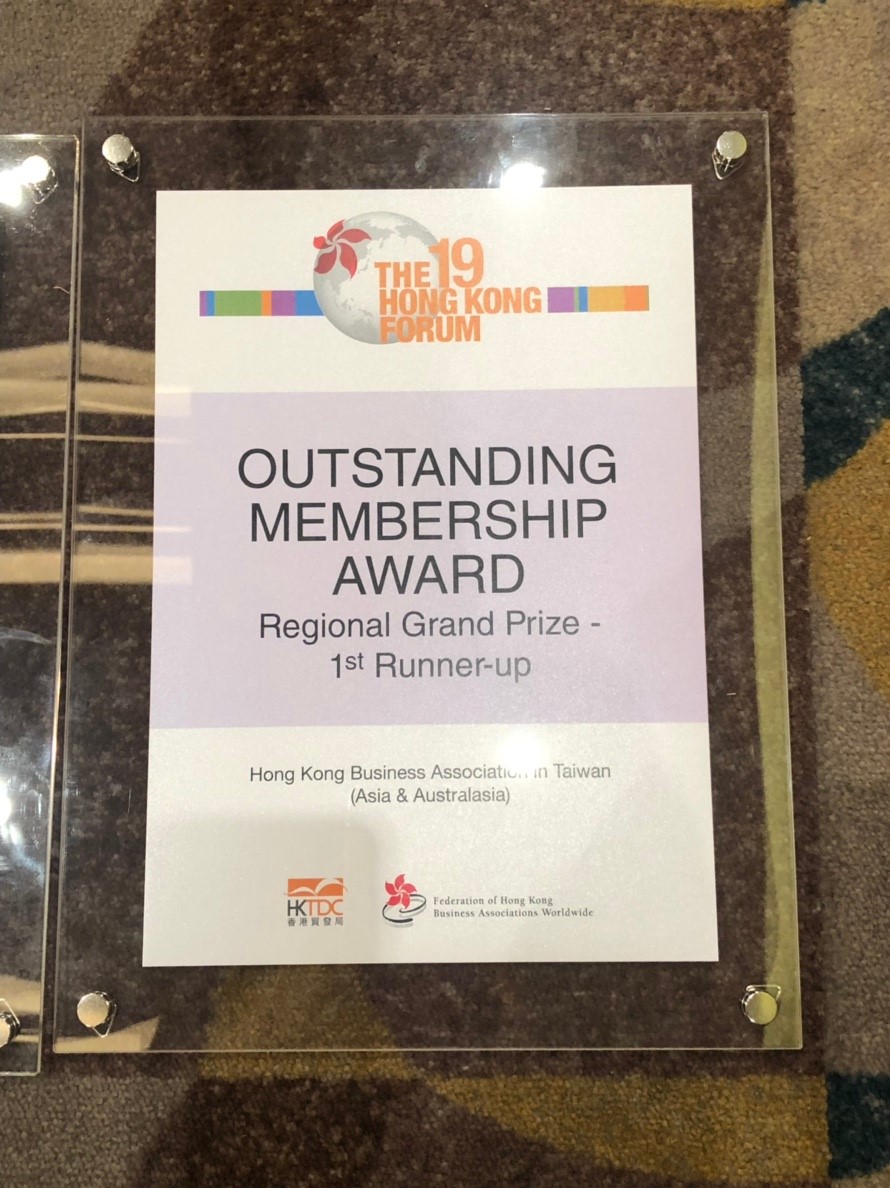 THE 19
HONG KONG
FORUM
OUTSTANDING
MEMBERSHIP
AWARD
Regional Grand Prize -
1st Runner-up
Hong Kong Business Association in Taiwan
(Asia & Australasia)
HKTDC
香港貿發局
Federation of Hong Kong
Business Associations Worldwide